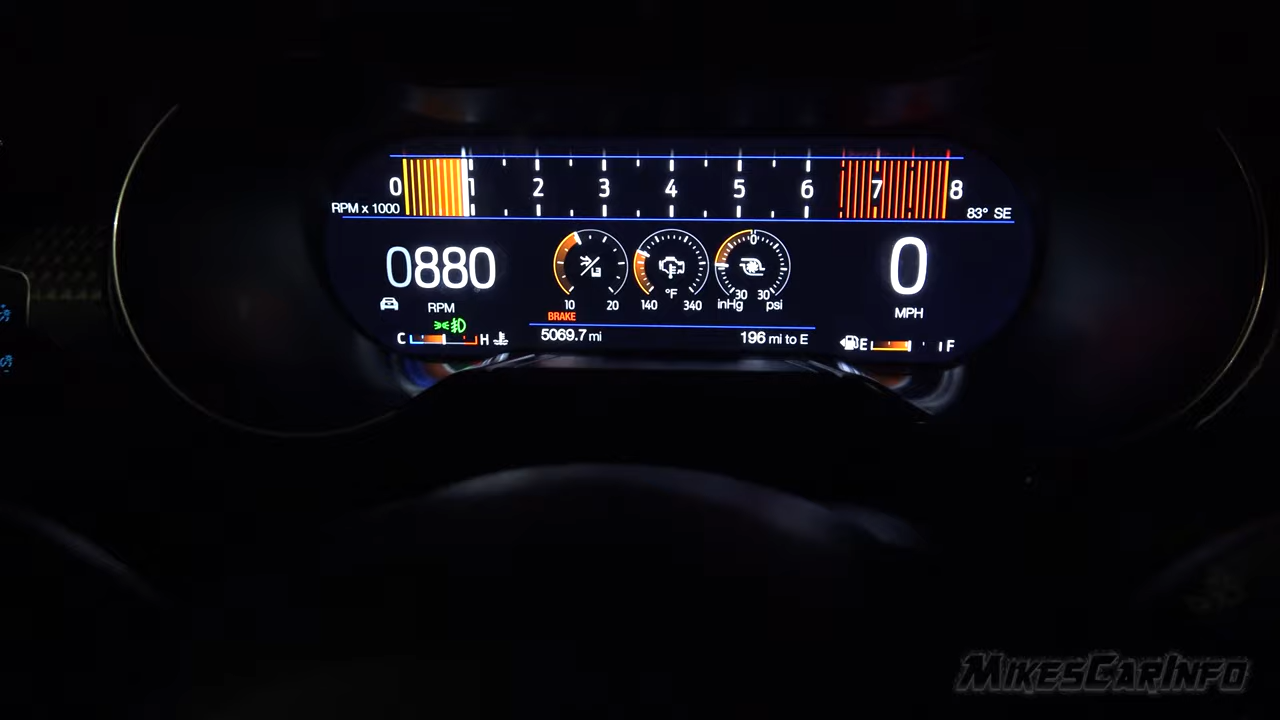 0 1 2 3 4 5 6 7 8
RPM x 1000
83° SE
0880
RPM
10 20
°F
140 340
0
30 30
inHg psi
0
MPH
BRAKE
5069.7 mi
196 mi to E
C H
E F
MIKESCARINFO